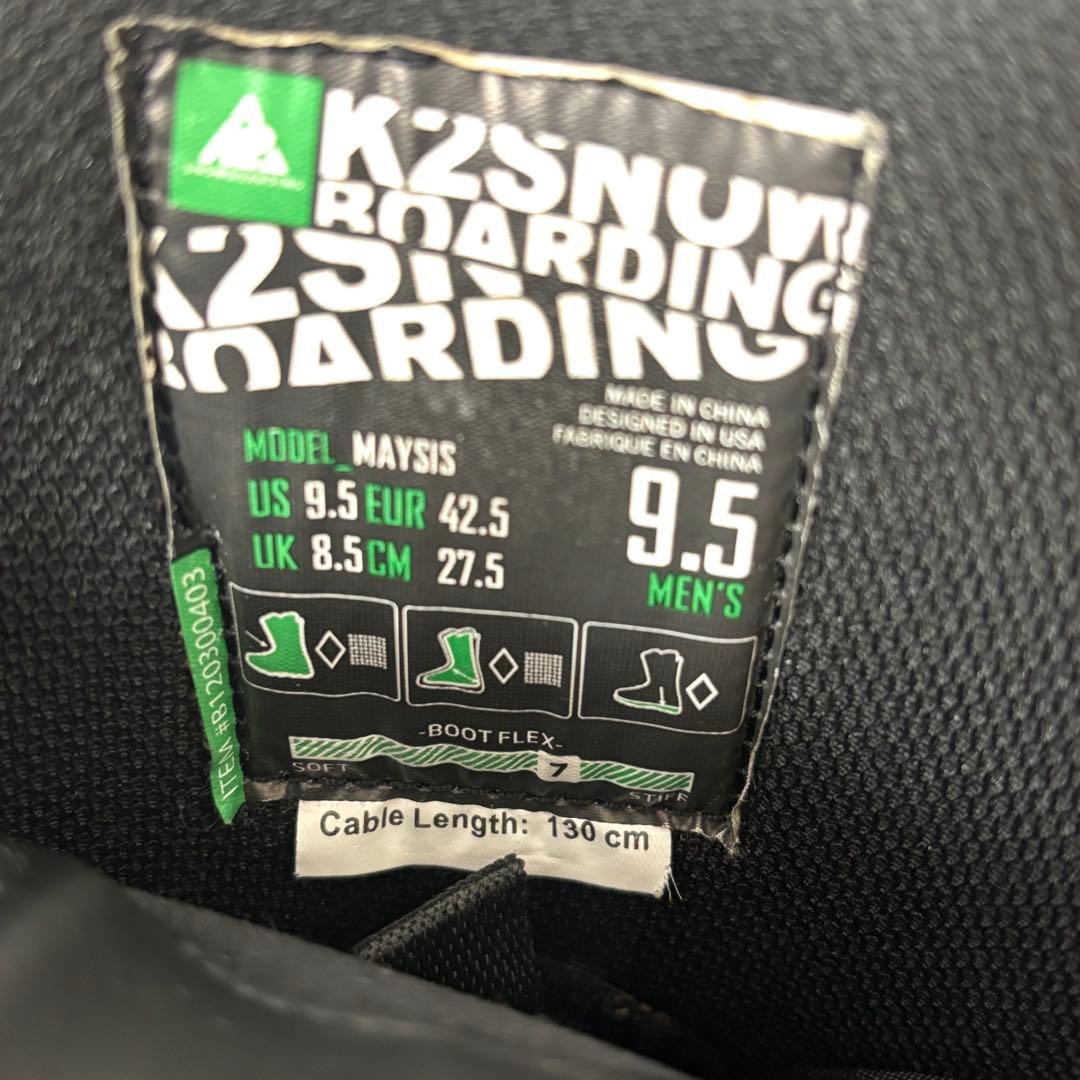 K2SNOW
BOARDING
K2SN
BOARDING
MADE IN CHINA
DESIGNED IN USA
FABRIQUE EN CHINA
MODEL_MAYSIS
US 9.5 EUR 42.5
UK 8.5 CM 27.5
9.5
MEN'S
ITEM #B120300403
-BOOT FLEX-
7
SOFT STIFF
Cable Length: 130 cm